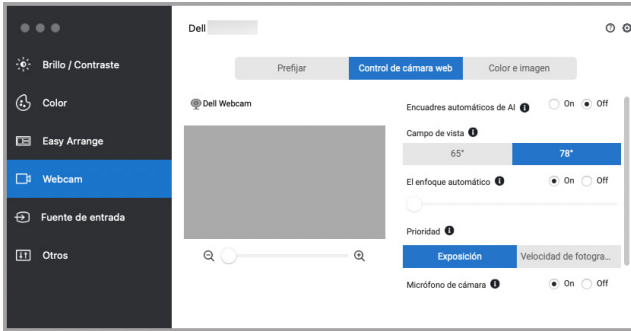 Dell
Brillo / Contraste
Color
Easy Arrange
Webcam
Fuente de entrada
Otros
Prefijar
Control de cámara web
Color e imagen
Dell Webcam
Encuadres automáticos de AI
On
Off
Campo de vista
65°
78°
El enfoque automático
On
Off
Prioridad
Exposición
Velocidad de fotogra...
Micrófono de cámara
On
Off